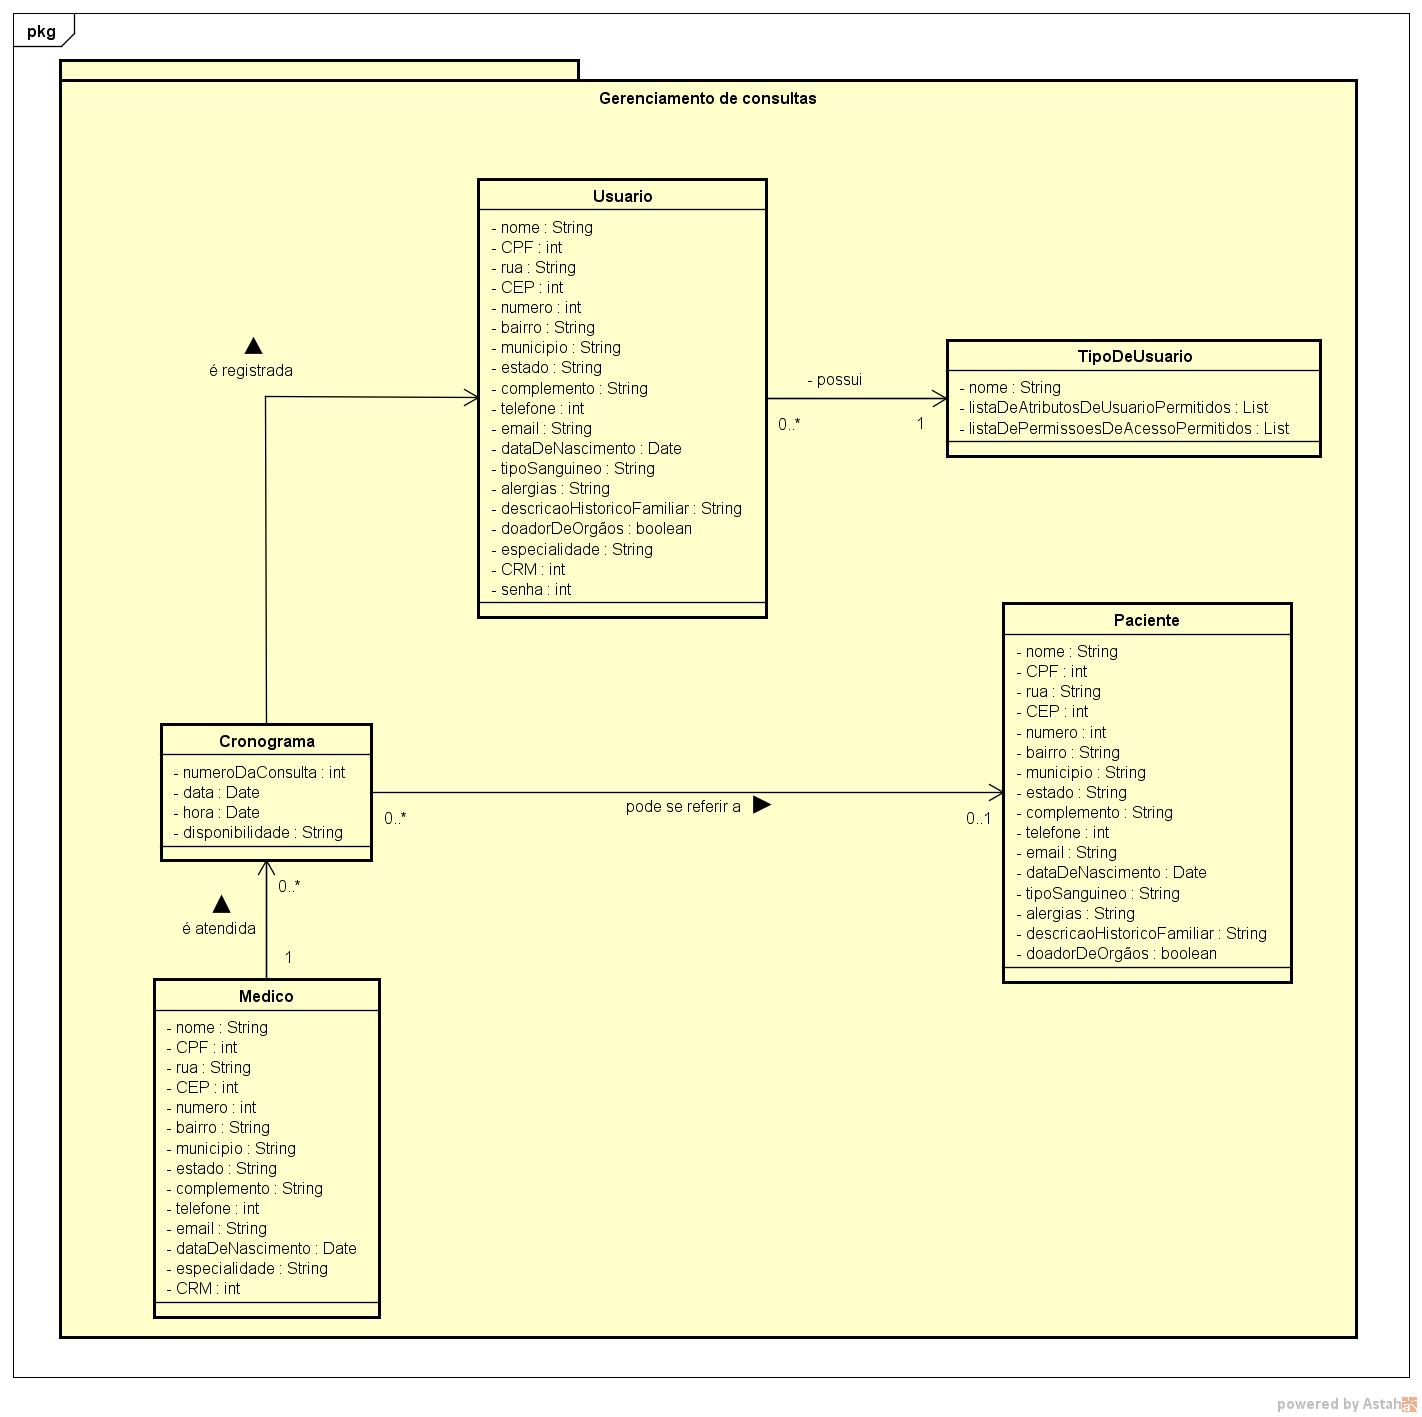 pkg
Gerenciamento de consultas
Usuario
- nome : String
- CPF : int
- rua : String
- CEP : int
- numero : int
- bairro : String
- municipio : String
- estado : String
- complemento : String
- telefone : int
- email : String
- dataDeNascimento : Date
- tipoSanguineo : String
- alergias : String
- descricaoHistoricoFamiliar : String
- doadorDeOrgãos : boolean
- especialidade : String
- CRM : int
- senha : int
é registrada
- possui
0..*
1
TipoDeUsuario
- nome : String
- listaDeAtributosDeUsuarioPermitidos : List
- listaDePermissoesDeAcessoPermitidos : List
Paciente
- nome : String
- CPF : int
- rua : String
- CEP : int
- numero : int
- bairro : String
- municipio : String
- estado : String
- complemento : String
- telefone : int
- email : String
- dataDeNascimento : Date
- tipoSanguineo : String
- alergias : String
- descricaoHistoricoFamiliar : String
- doadorDeOrgãos : boolean
Cronograma
- numeroDaConsulta : int
- data : Date
- hora : Date
- disponibilidade : String
0..*
pode se referir a
0..1
0..*
é atendida
1
Medico
- nome : String
- CPF : int
- rua : String
- CEP : int
- numero : int
- bairro : String
- municipio : String
- estado : String
- complemento : String
- telefone : int
- email : String
- dataDeNascimento : Date
- especialidade : String
- CRM : int
powered by Astah